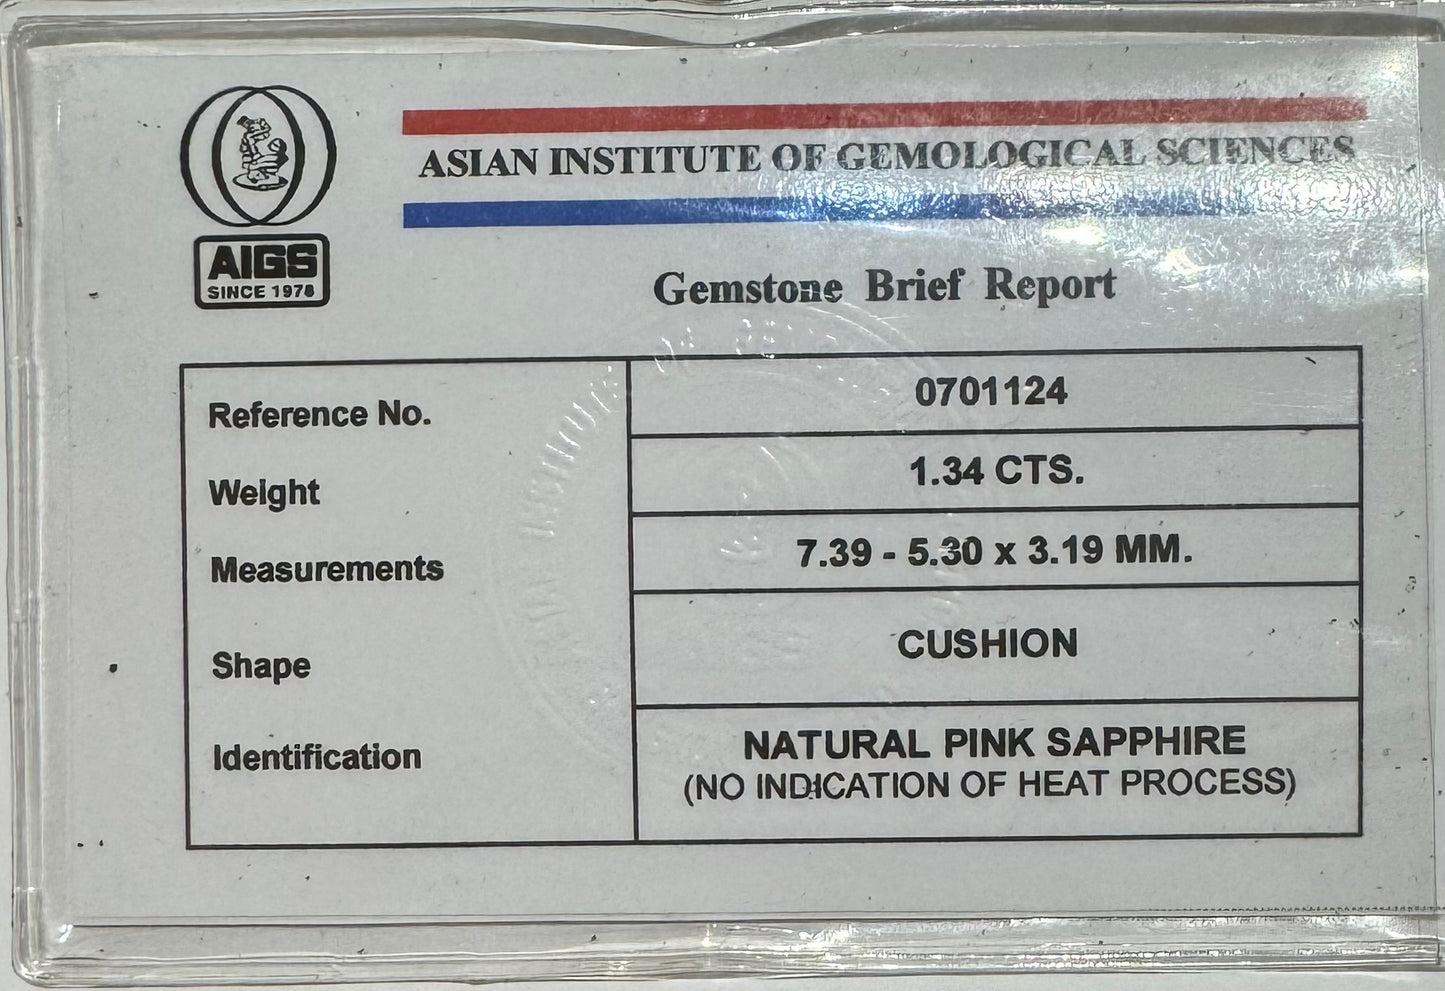 ASIAN INSTITUTE OF GEMOLOGICAL SCIENCES
AIGS
SINCE 1978
Gemstone Brief Report
Reference No. 0701124
Weight 1.34 CTS.
Measurements 7.39 - 5.30 x 3.19 MM.
Shape CUSHION
Identification NATURAL PINK SAPPHIRE
(NO INDICATION OF HEAT PROCESS)